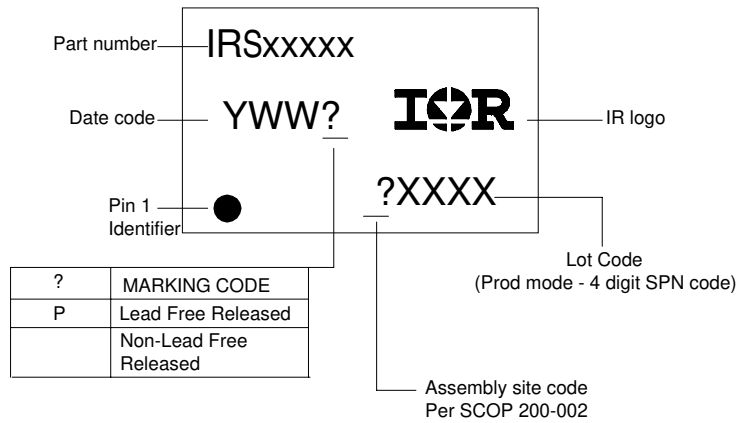 Part number
IRSxxxxx
Date code
YWW?
IOR
IR logo
?XXXX
Pin 1
Identifier
Lot Code
(Prod mode - 4 digit SPN code)
? MARKING CODE
P Lead Free Released
Non-Lead Free
Released
Assembly site code
Per SCOP 200-002